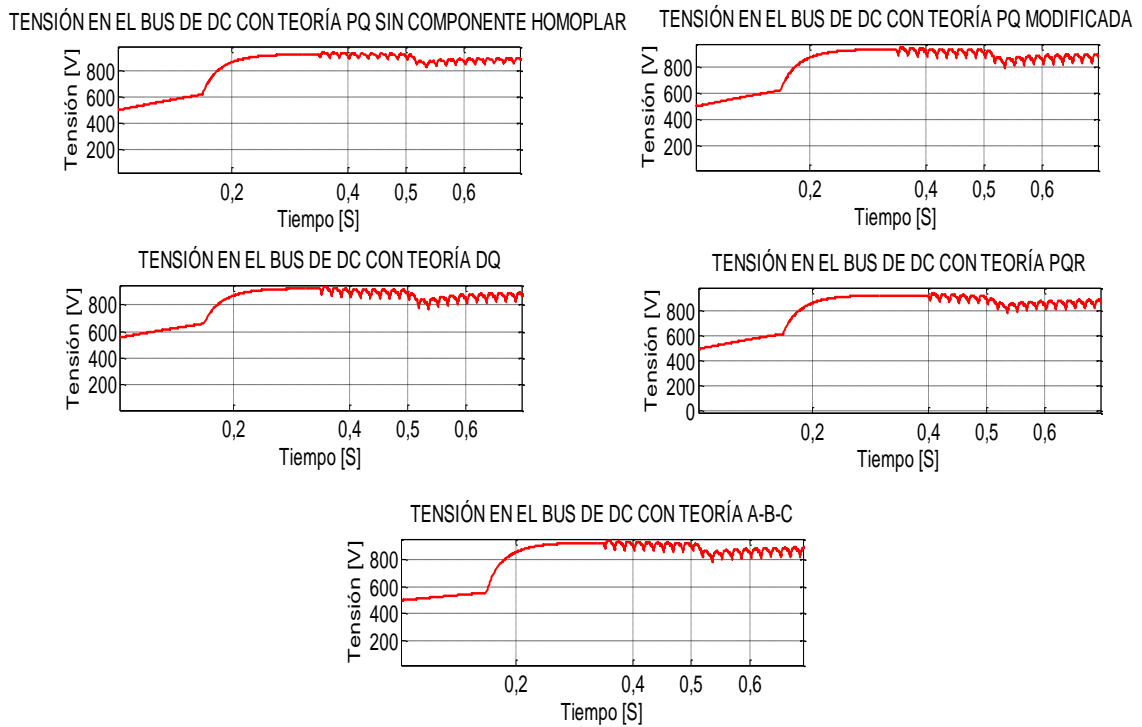 TENSIÓN EN EL BUS DE DC CON TEORÍA PQ SIN COMPONENTE HOMOPLAR
Tensión [V]
800
600
400
200
0,2 0,4 0,5 0,6
Tiempo [S]
TENSIÓN EN EL BUS DE DC CON TEORÍA PQ MODIFICADA
Tensión [V]
800
600
400
200
0,2 0,4 0,5 0,6
Tiempo [S]
TENSIÓN EN EL BUS DE DC CON TEORÍA DQ
Tensión [V]
800
600
400
200
0,2 0,4 0,5 0,6
Tiempo [S]
TENSIÓN EN EL BUS DE DC CON TEORÍA PQR
Tensión [V]
800
600
400
200
0
0,2 0,4 0,5 0,6
Tiempo [S]
TENSIÓN EN EL BUS DE DC CON TEORÍA A-B-C
Tensión [V]
800
600
400
200
0,2 0,4 0,5 0,6
Tiempo [S]